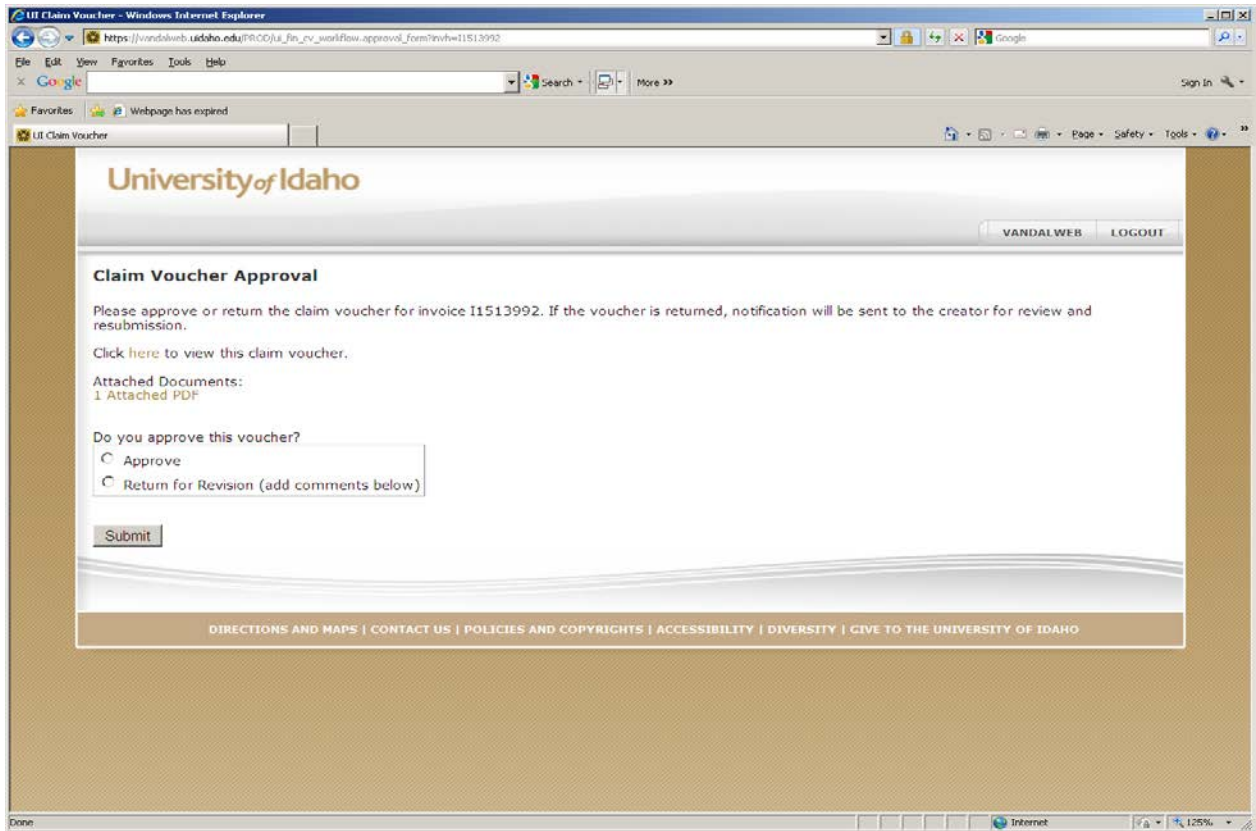 UI Claim Voucher - Windows Internet Explorer
https://vandalweb.uidaho.edu/PROD/ui_fin_cv_workflow.approval_form?invh=I1513992
Google
File Edit View Favorites Tools Help
Google Search More >> Sign In
Favorites Webpage has expired
UI Claim Voucher Page Safety Tools
University of Idaho
VANDALWEB LOGOUT
Claim Voucher Approval
Please approve or return the claim voucher for invoice I1513992. If the voucher is returned, notification will be sent to the creator for review and
resubmission.
Click here to view this claim voucher.
Attached Documents:
1 Attached PDF
Do you approve this voucher?
Approve
Return for Revision (add comments below)
Submit
DIRECTIONS AND MAPS | CONTACT US | POLICIES AND COPYRIGHTS | ACCESSIBILITY | DIVERSITY | GIVE TO THE UNIVERSITY OF IDAHO
Done Internet 125%